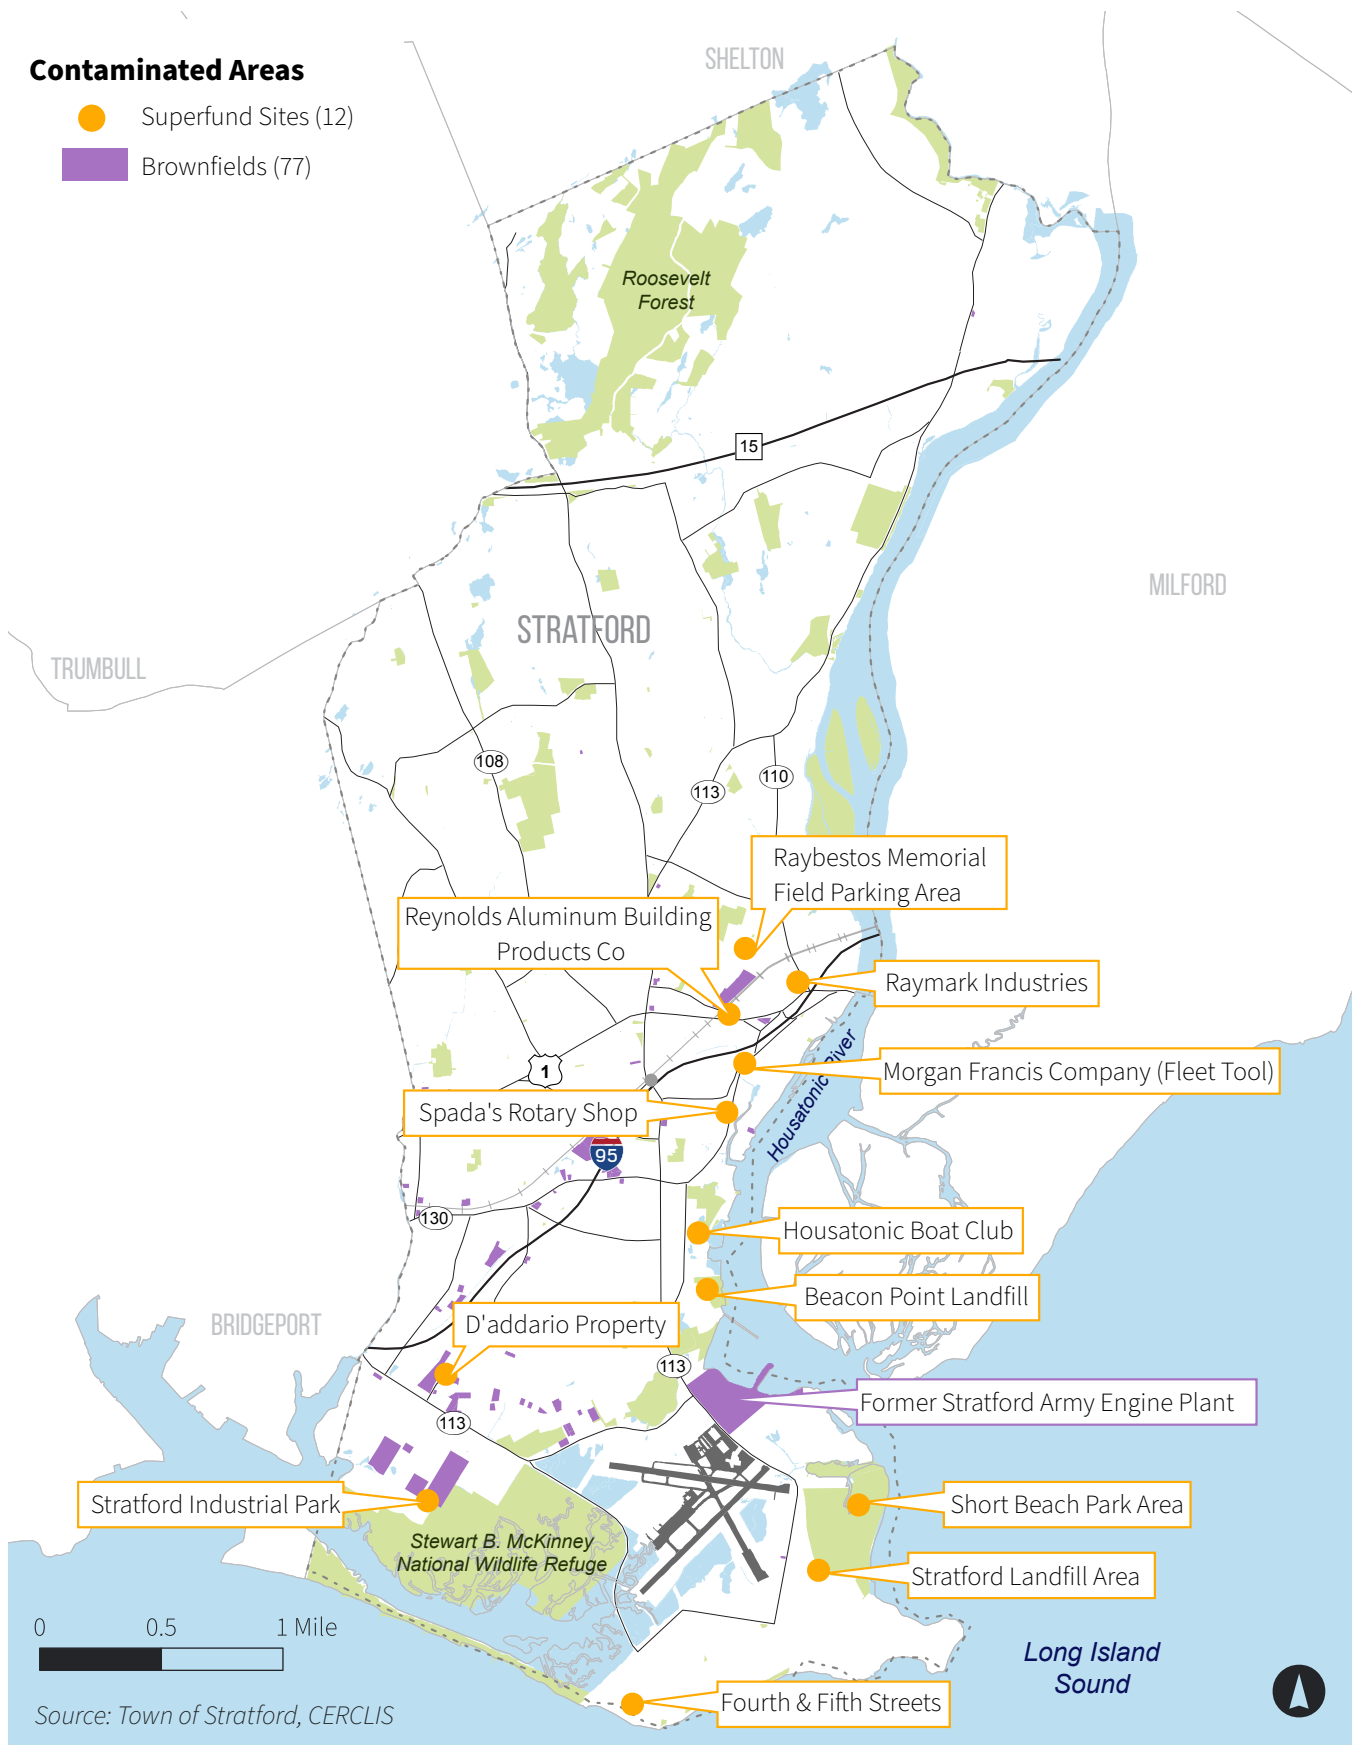 SHELTON
Contaminated Areas
Superfund Sites (12)
Brownfields (77)
Roosevelt
Forest
15
MILFORD
STRATFORD
TRUMBULL
108
113
110
Raybestos Memorial
Field Parking Area
Reynolds Aluminum Building
Products Co
Raymark Industries
1
Morgan Francis Company (Fleet Tool)
Housatonic River
Spada's Rotary Shop
95
130
Housatonic Boat Club
Beacon Point Landfill
BRIDGEPORT
D'addario Property
113
Former Stratford Army Engine Plant
113
Stratford Industrial Park
Short Beach Park Area
Stewart B. McKinney
National Wildlife Refuge
Stratford Landfill Area
0 0.5 1 Mile
Long Island
Sound
Fourth & Fifth Streets
Source: Town of Stratford, CERCLIS